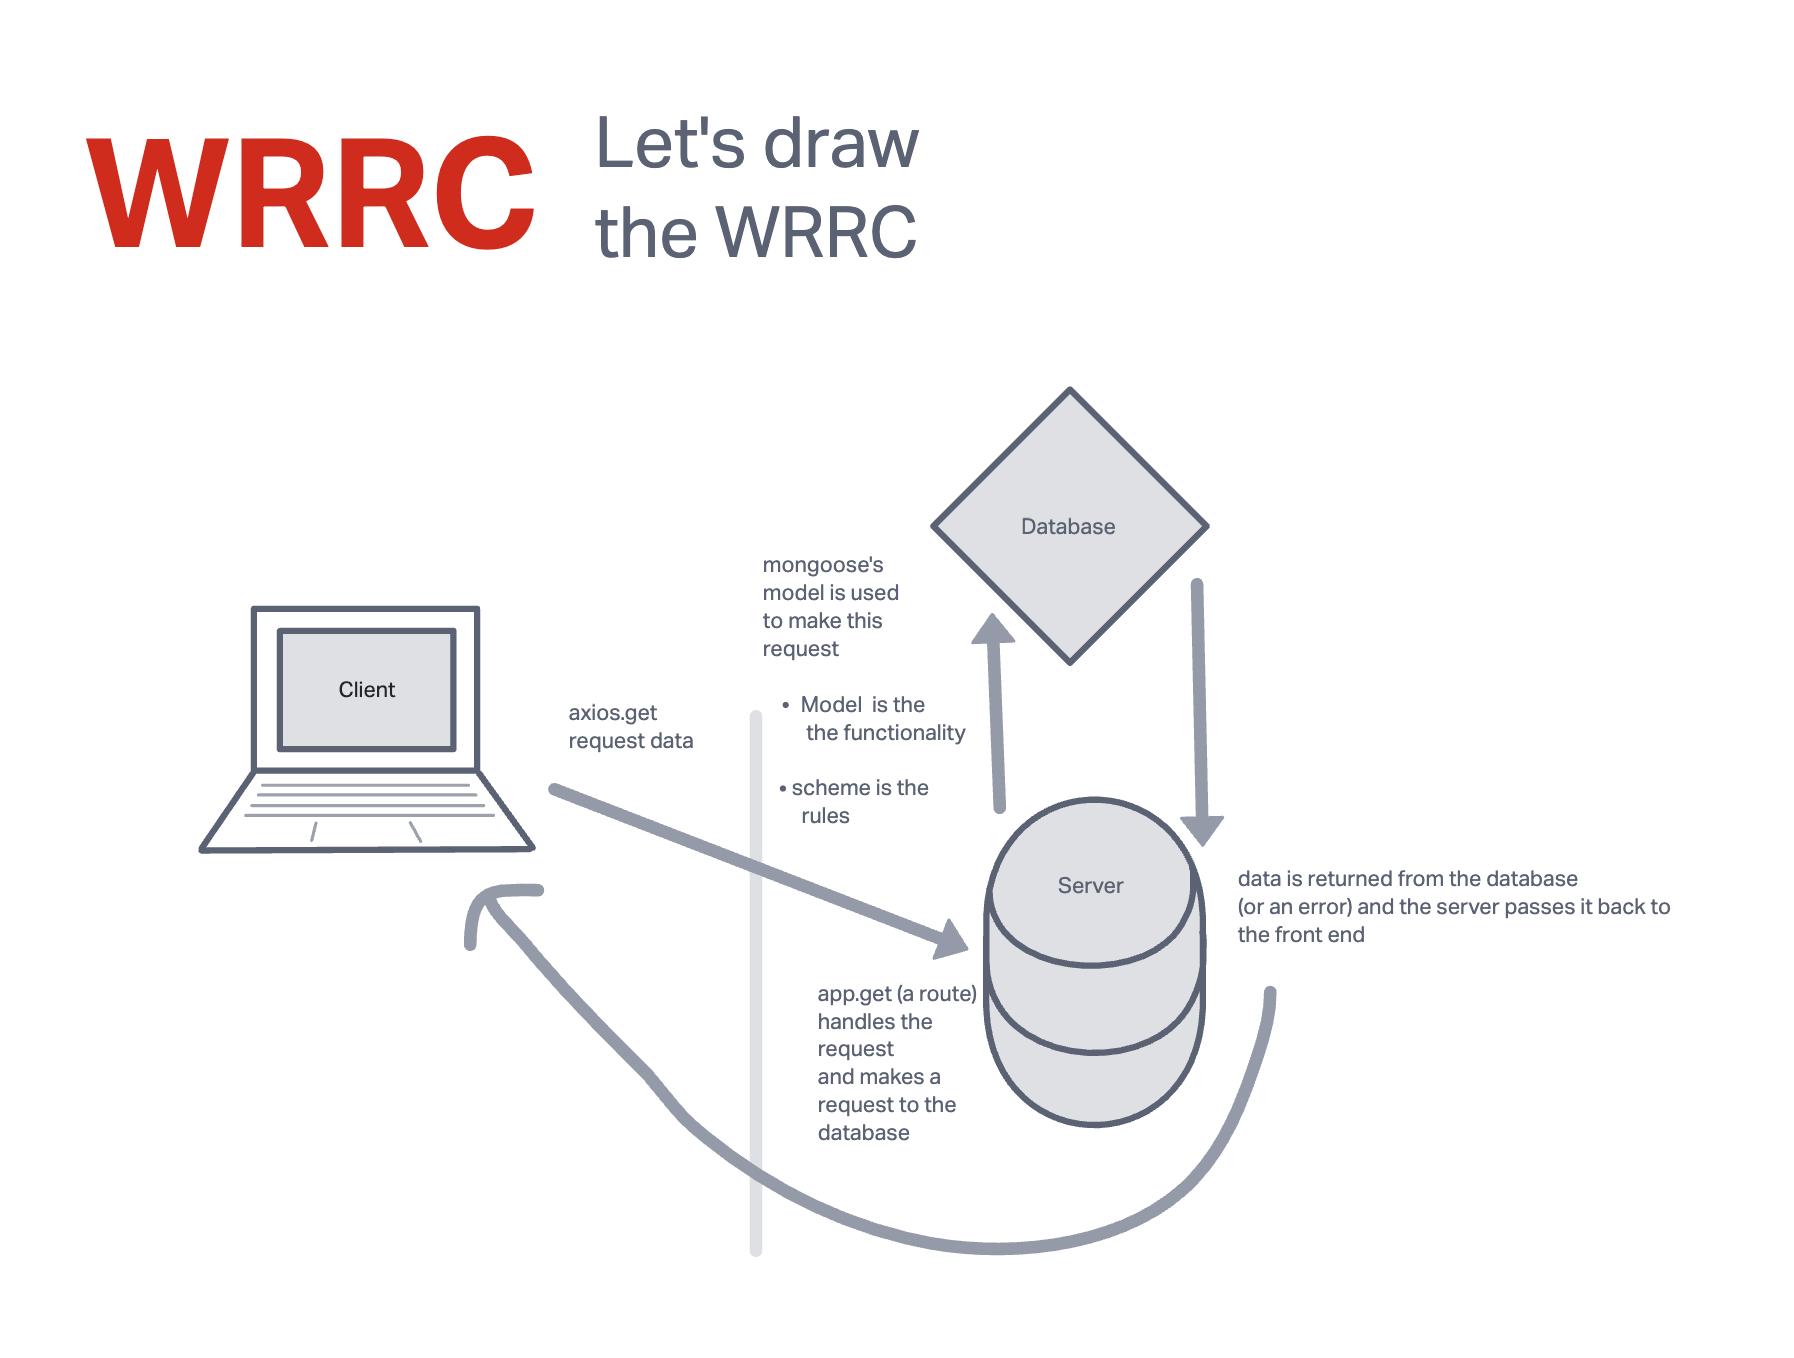 WRRC
Let's draw
the WRRC
Database
mongoose's
model is used
to make this
request
• Model is the
the functionality
• scheme is the
rules
Client
axios.get
request data
Server
data is returned from the database
(or an error) and the server passes it back to
the front end
app.get (a route)
handles the
request
and makes a
request to the
database